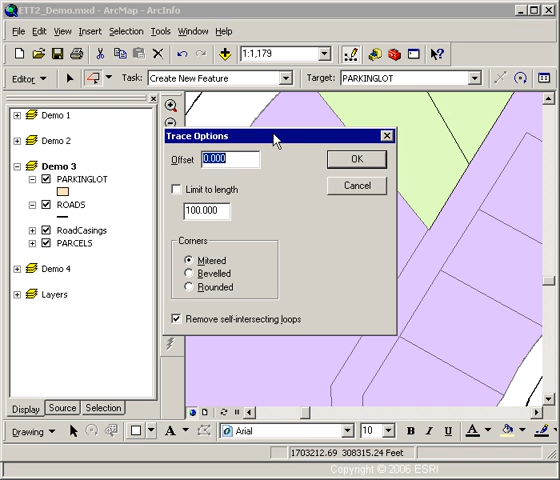 ETT2_Demo.mxd - ArcMap - ArcInfo
File Edit View Insert Selection Tools Window Help
1:1,179
Editor Task: Create New Feature Target: PARKINGLOT
Demo 1
Demo 2
Demo 3
PARKINGLOT
ROADS
RoadCasings
PARCELS
Demo 4
Layers
Trace Options
Offset 0.000 OK
Limit to length Cancel
100.000
Corners
Mitered
Bevelled
Rounded
Remove self-intersecting loops
Display Source Selection
Drawing A Arial 10 B I U A
1703212.69 308315.24 Feet
Copyright © 2006 ESRI